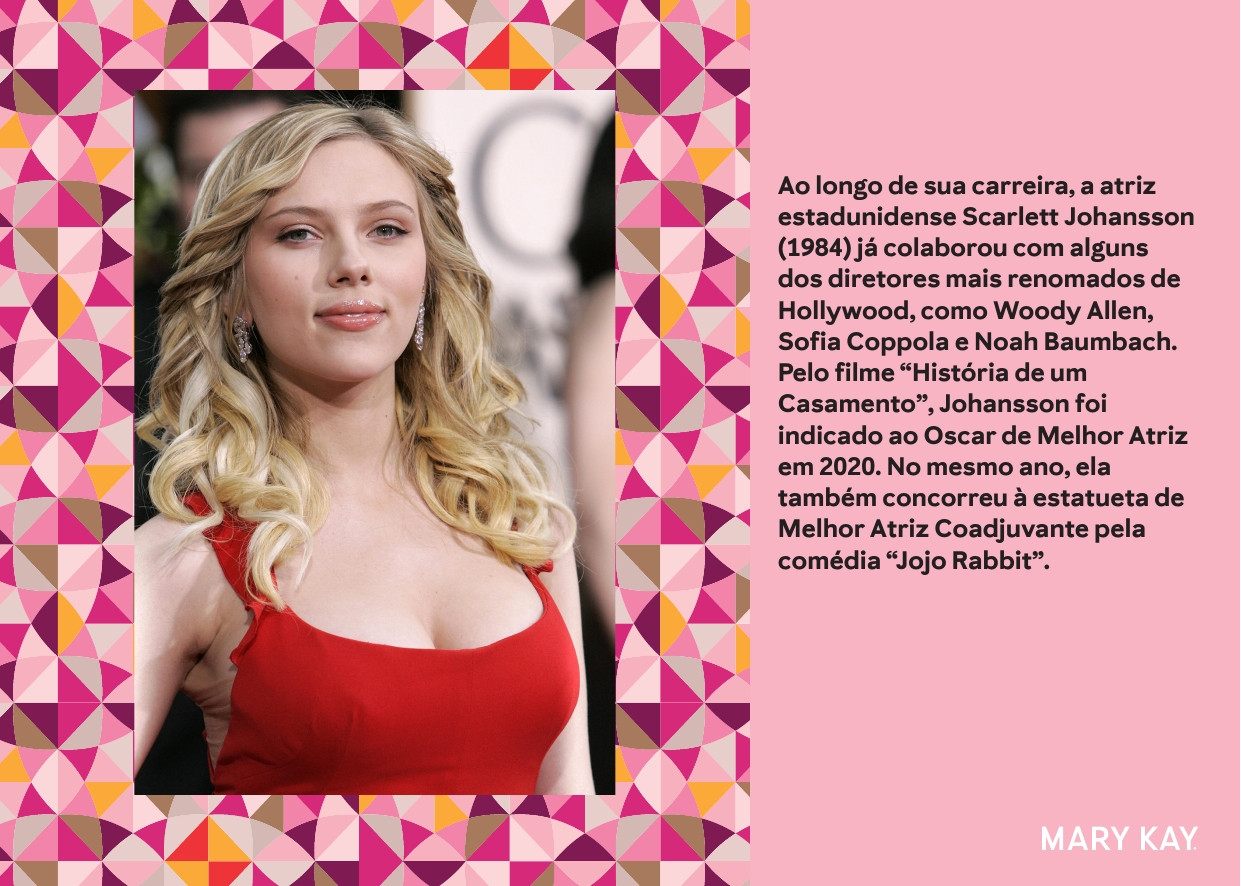 Ao longo de sua carreira, a atriz
estadunidense Scarlett Johansson
(1984) já colaborou com alguns
dos diretores mais renomados de
Hollywood, como Woody Allen,
Sofia Coppola e Noah Baumbach.
Pelo filme “História de um
Casamento”, Johansson foi
indicado ao Oscar de Melhor Atriz
em 2020. No mesmo ano, ela
também concorreu à estatueta de
Melhor Atriz Coadjuvante pela
comédia “Jojo Rabbit”.
MARY KAY